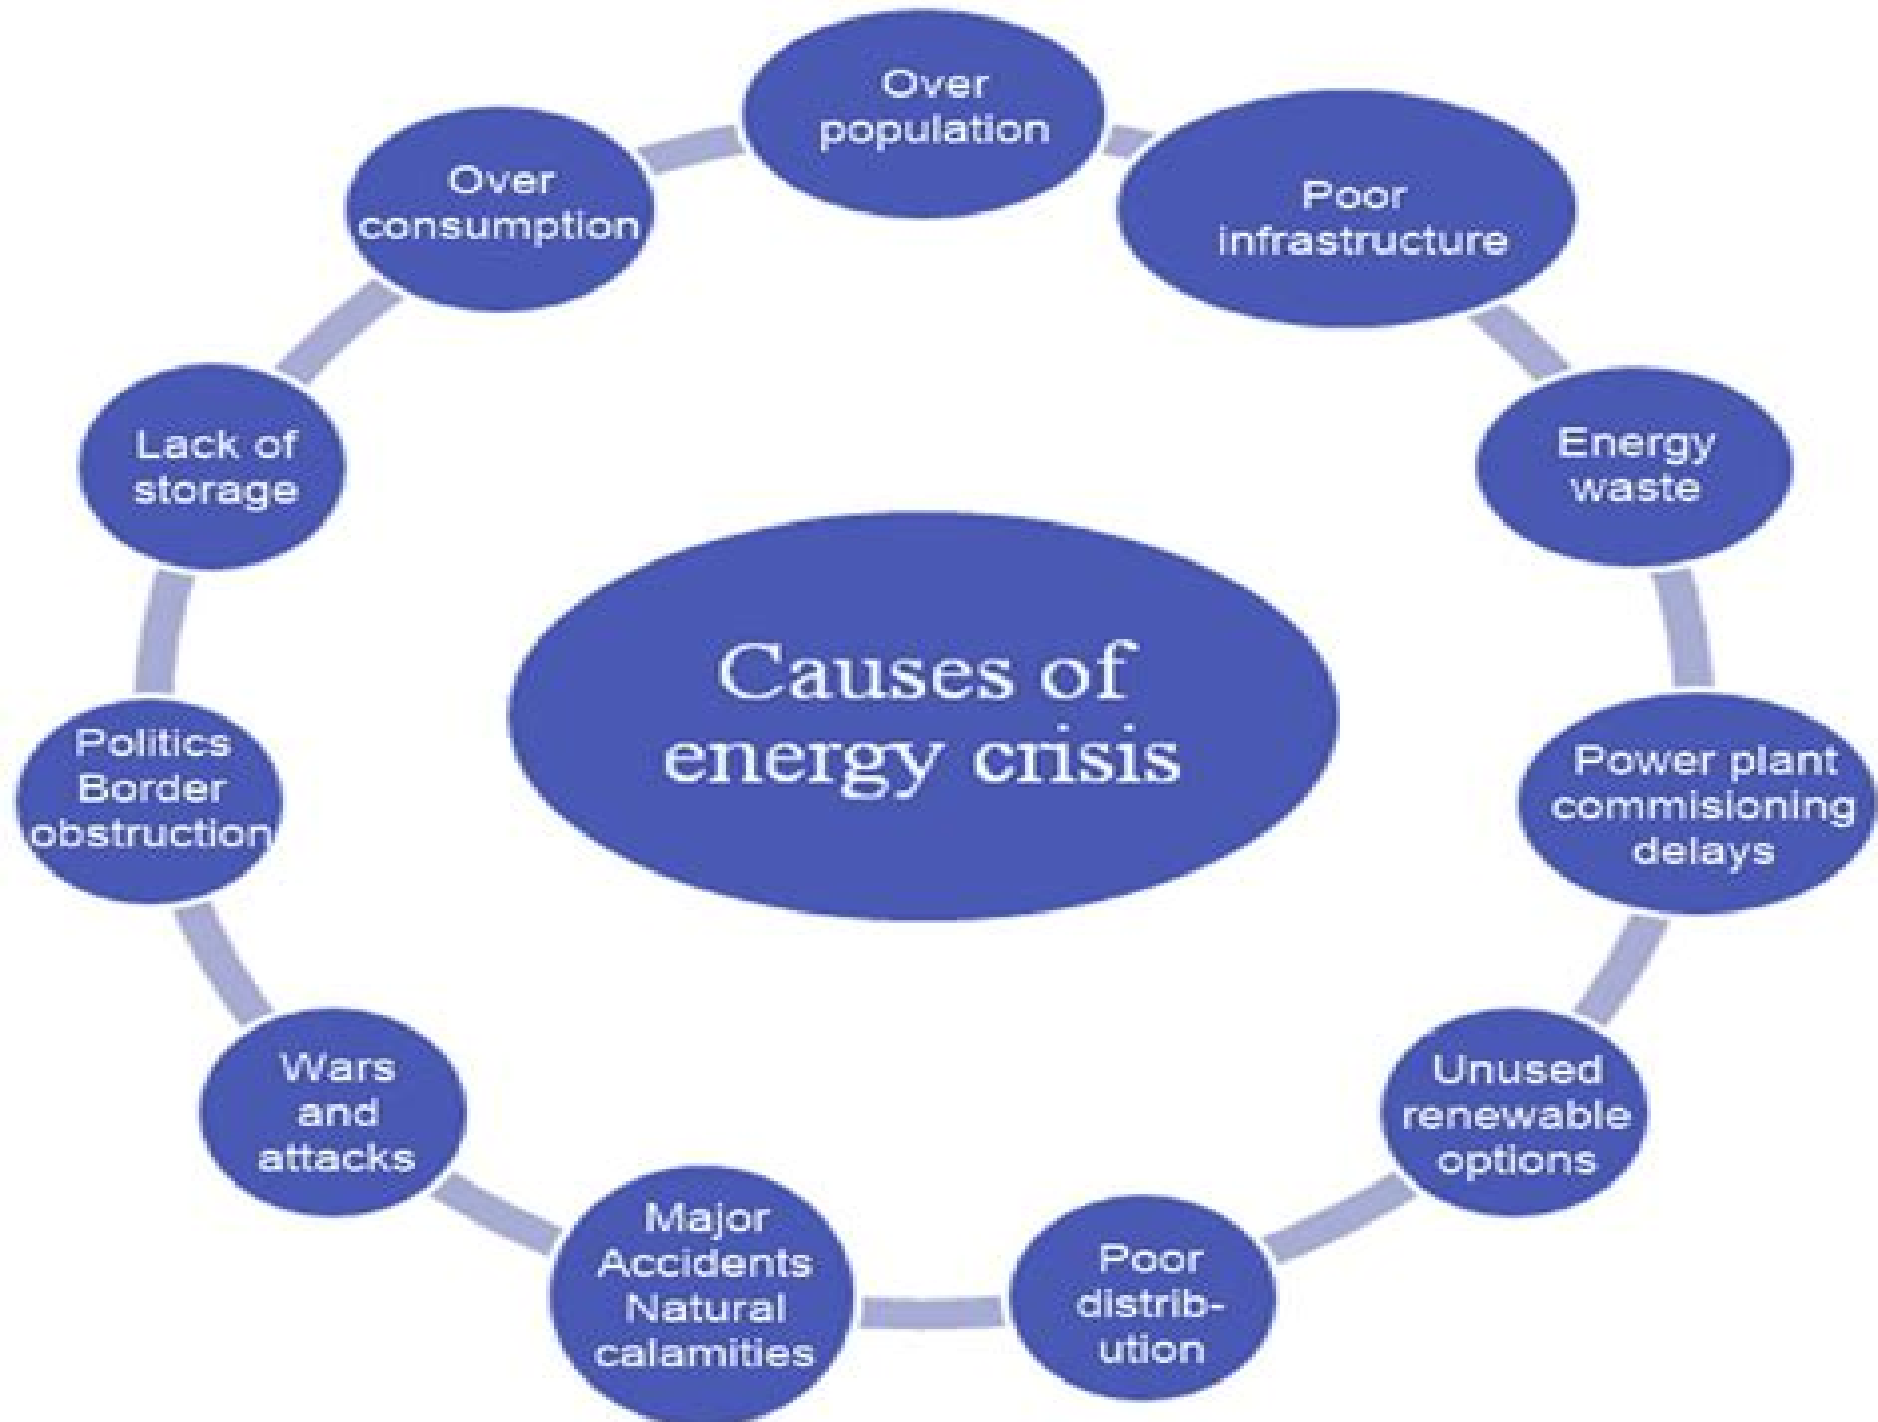 Over
population
Poor
infrastructure
Energy
waste
Power plant
commisioning
delays
Unused
renewable
options
Poor
distrib-
ution
Major
Accidents
Natural
calamities
Wars
and
attacks
Politics
Border
obstruction
Lack of
storage
Over
consumption
Causes of
energy crisis